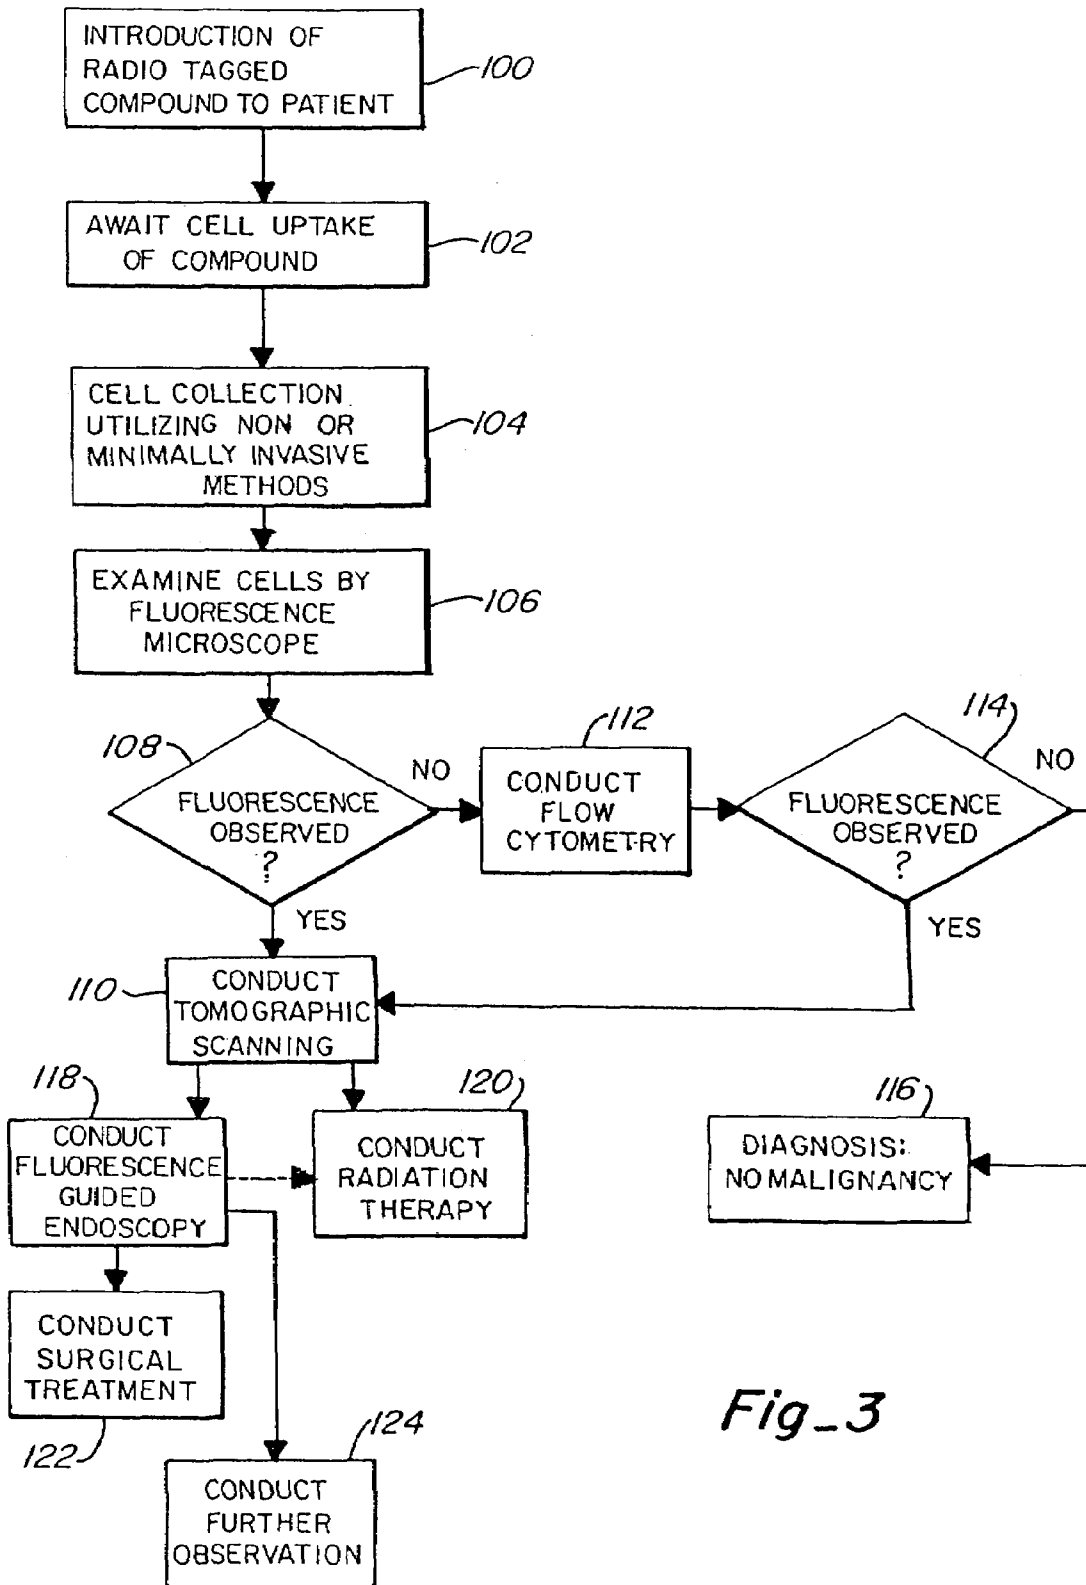 INTRODUCTION OF
RADIO TAGGED
COMPOUND TO PATIENT
100
AWAIT CELL UPTAKE
OF COMPOUND
102
CELL COLLECTION
UTILIZING NON OR
MINIMALLY INVASIVE
METHODS
104
EXAMINE CELLS BY
FLUORESCENCE
MICROSCOPE
106
108
FLUORESCENCE
OBSERVED
?
NO
YES
112
CONDUCT
FLOW
CYTOMETRY
114
FLUORESCENCE
OBSERVED
?
NO
YES
110
CONDUCT
TOMOGRAPHIC
SCANNING
118
CONDUCT
FLUORESCENCE
GUIDED
ENDOSCOPY
120
CONDUCT
RADIATION
THERAPY
116
DIAGNOSIS:
NO MALIGNANCY
CONDUCT
SURGICAL
TREATMENT
122
124
CONDUCT
FURTHER
OBSERVATION
Fig_3